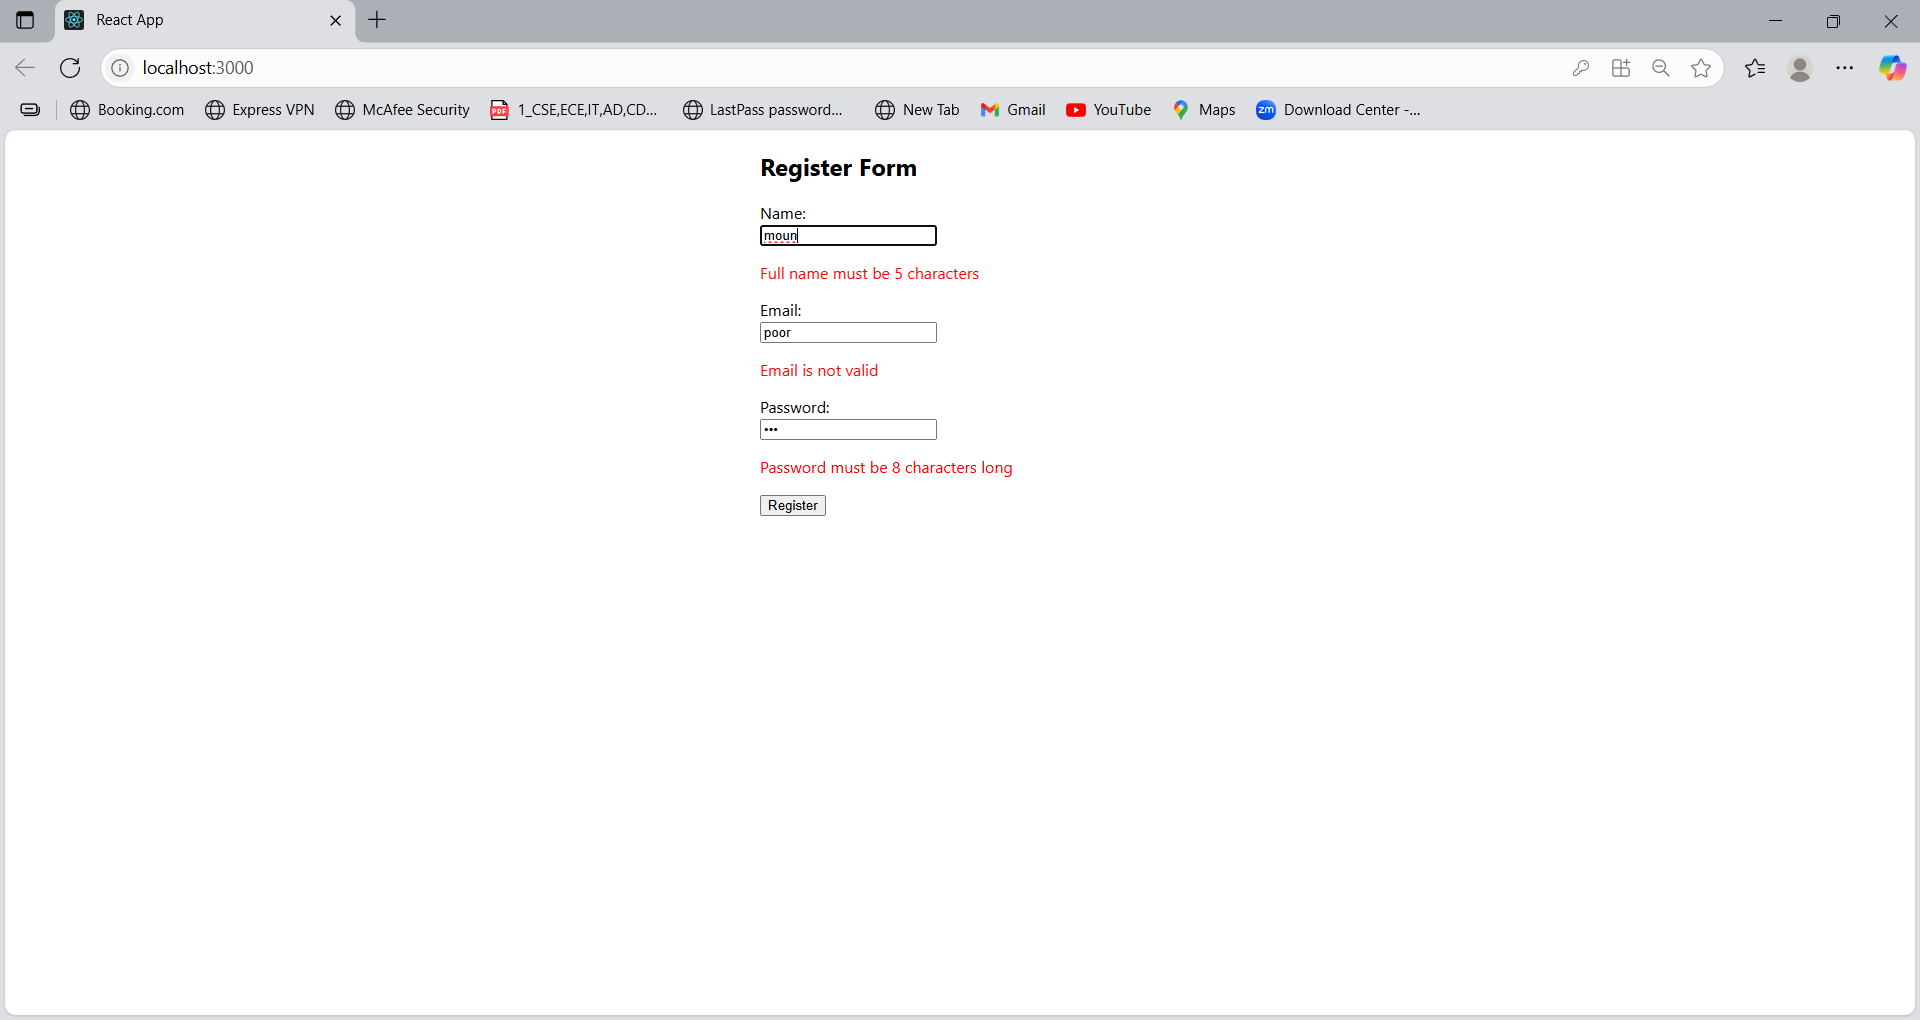 React App
localhost:3000
Booking.com Express VPN McAfee Security PDF 1_CSE,ECE,IT,AD,CD... LastPass password... New Tab Gmail YouTube Maps zm Download Center -...
Register Form
Name:
moun
Full name must be 5 characters
Email:
poor
Email is not valid
Password:
•••
Password must be 8 characters long
Register